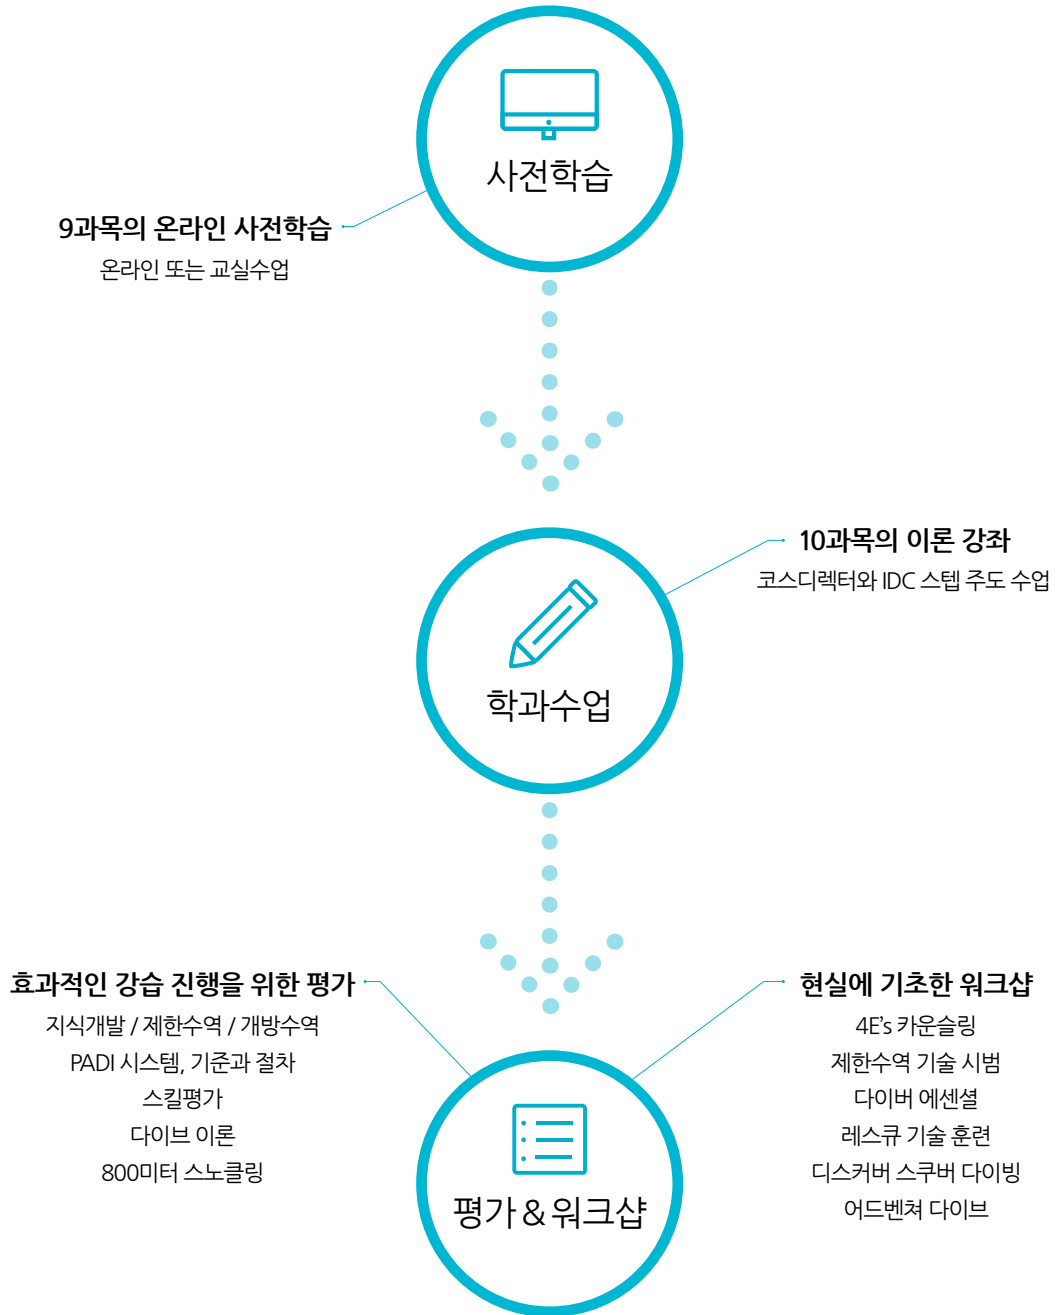 사전학습
9과목의 온라인 사전학습
온라인 또는 교실수업
10과목의 이론 강좌
코스디렉터와 IDC 스텝 주도 수업
학과수업
효과적인 강습 진행을 위한 평가
지식개발 / 제한수역 / 개방수역
PADI 시스템, 기준과 절차
스킬평가
다이브 이론
800미터 스노클링
현실에 기초한 워크샵
4E's 카운슬링
제한수역 기술 시범
다이버 에센셜
레스큐 기술 훈련
디스커버 스쿠버 다이빙
어드벤쳐 다이브
평가 & 워크샵